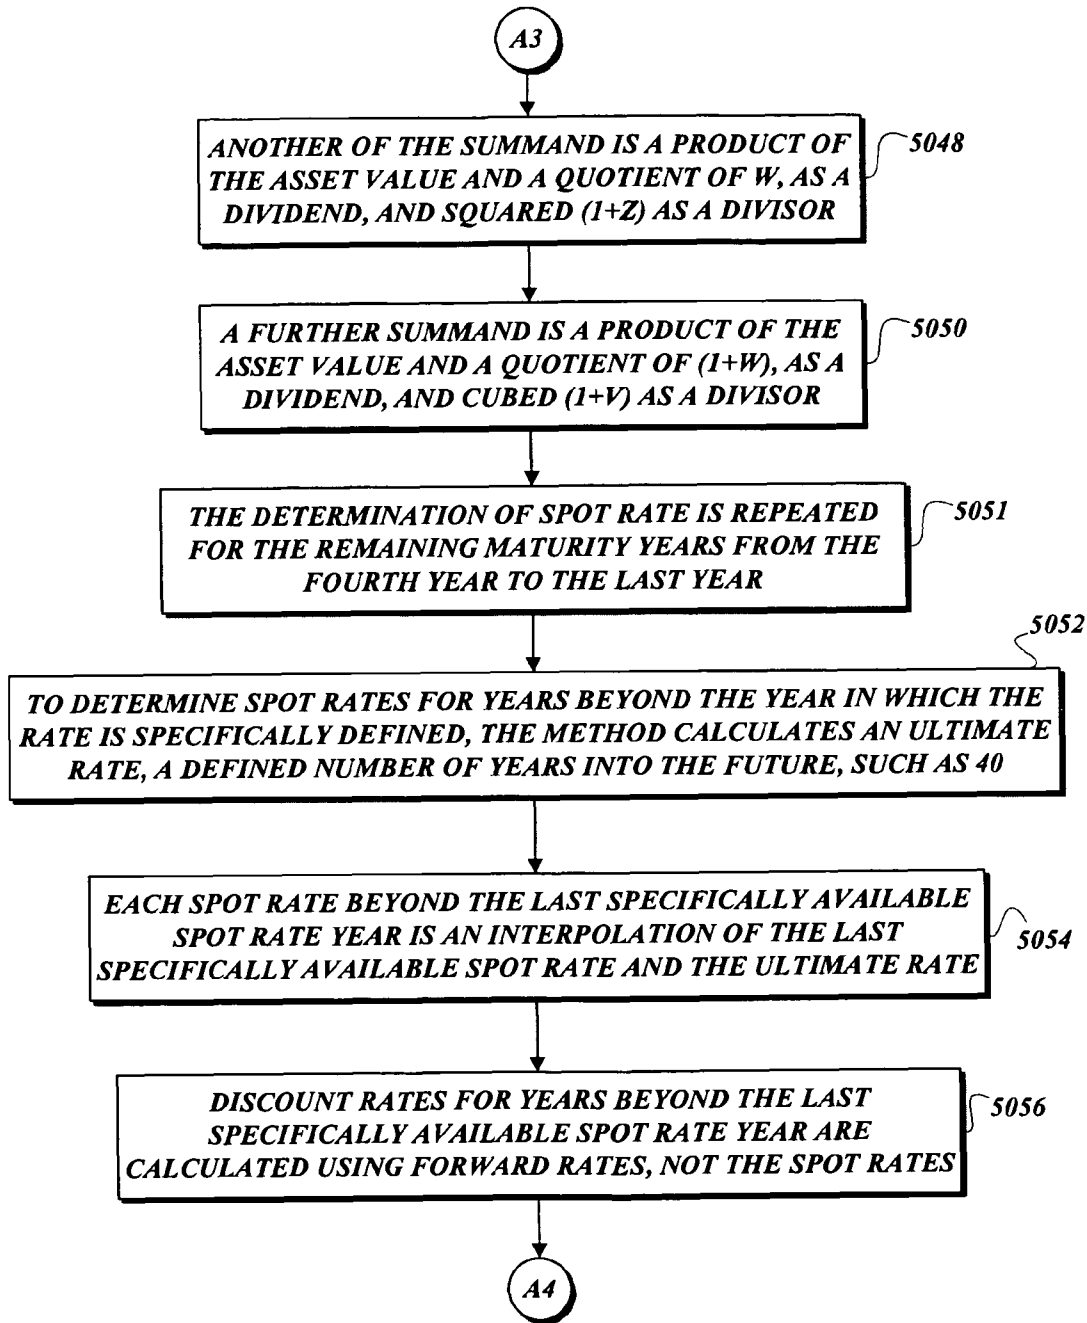 A3
ANOTHER OF THE SUMMAND IS A PRODUCT OF
THE ASSET VALUE AND A QUOTIENT OF W, AS A
DIVIDEND, AND SQUARED (1+Z) AS A DIVISOR
5048
A FURTHER SUMMAND IS A PRODUCT OF THE
ASSET VALUE AND A QUOTIENT OF (1+W), AS A
DIVIDEND, AND CUBED (1+V) AS A DIVISOR
5050
THE DETERMINATION OF SPOT RATE IS REPEATED
FOR THE REMAINING MATURITY YEARS FROM THE
FOURTH YEAR TO THE LAST YEAR
5051
5052
TO DETERMINE SPOT RATES FOR YEARS BEYOND THE YEAR IN WHICH THE
RATE IS SPECIFICALLY DEFINED, THE METHOD CALCULATES AN ULTIMATE
RATE, A DEFINED NUMBER OF YEARS INTO THE FUTURE, SUCH AS 40
EACH SPOT RATE BEYOND THE LAST SPECIFICALLY AVAILABLE
SPOT RATE YEAR IS AN INTERPOLATION OF THE LAST
SPECIFICALLY AVAILABLE SPOT RATE AND THE ULTIMATE RATE
5054
DISCOUNT RATES FOR YEARS BEYOND THE LAST
SPECIFICALLY AVAILABLE SPOT RATE YEAR ARE
CALCULATED USING FORWARD RATES, NOT THE SPOT RATES
5056
A4